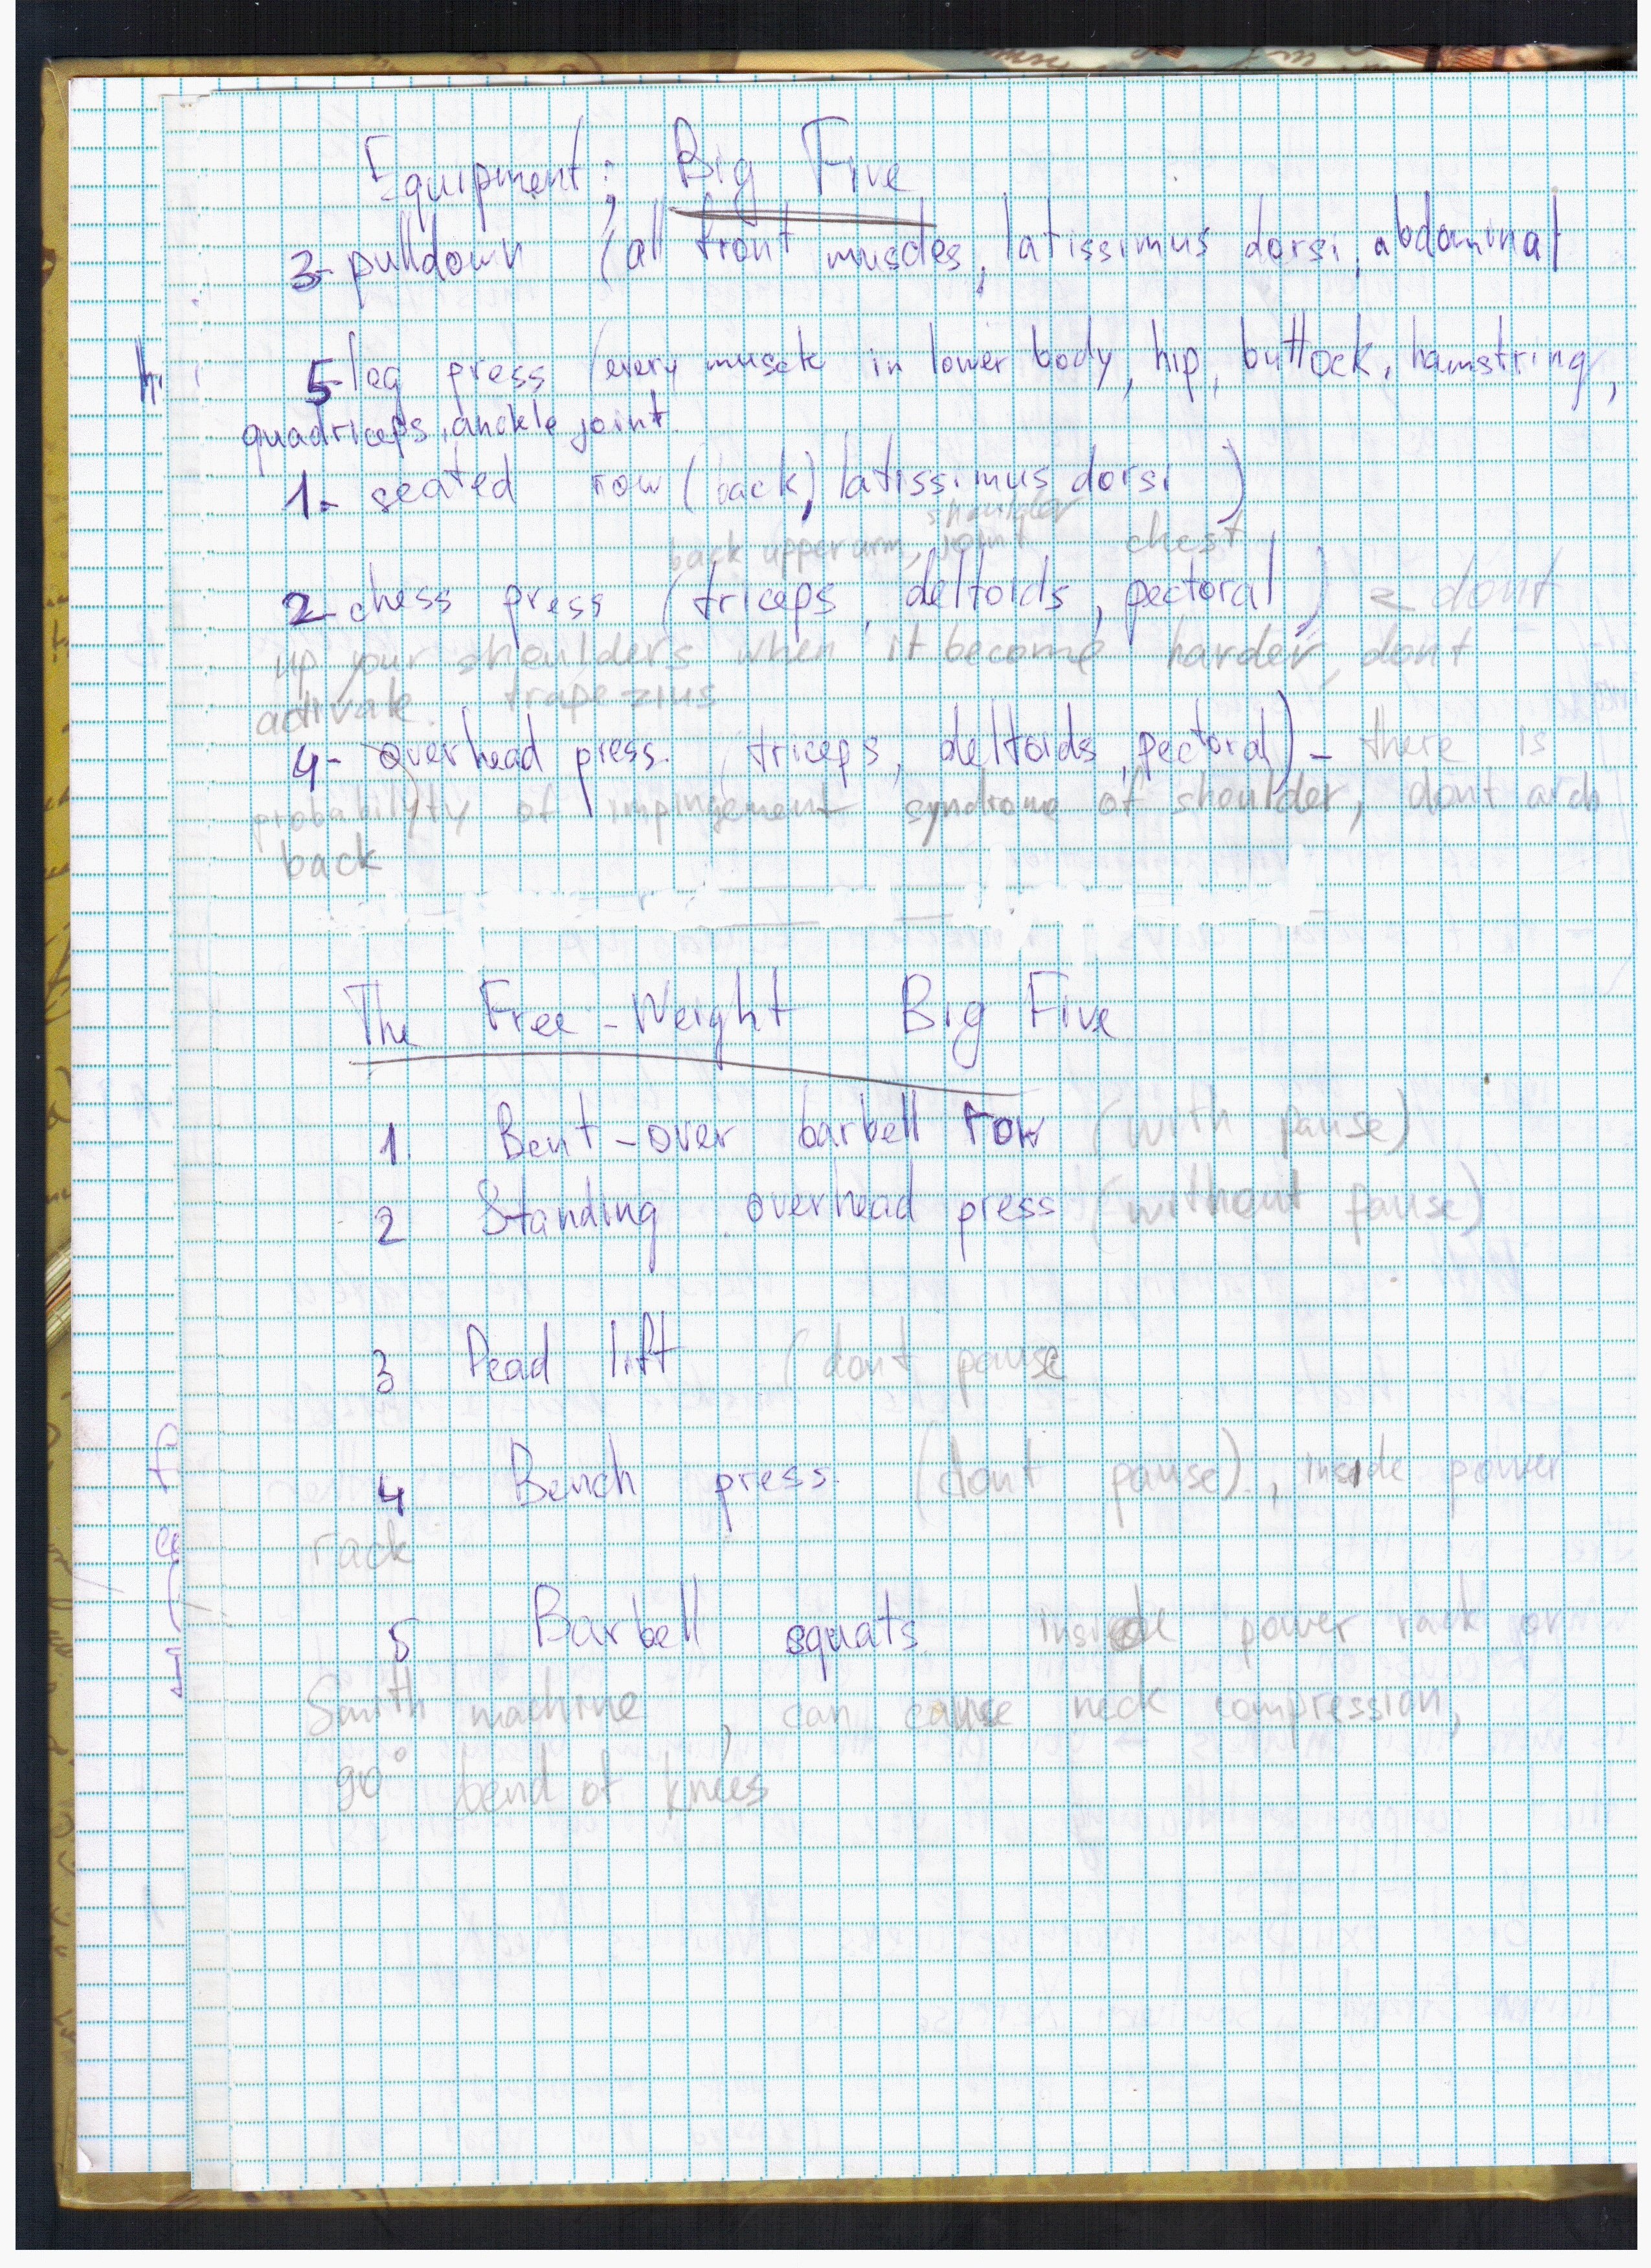 Equipment; Big Five
3- pulldown (all front muscles, latissimus dorsi, abdominal
5- leg press (every muscle in lower body, hip, buttock, hamstring,
quadriceps, anckle joint.
1- seated row (back, latissimus dorsi)
shoulder
back upper arm, joint chest
2- chess press (triceps, deltoids, pectoral) - dont
up your shoulders when it become harder, dont
activate. trapezius
4- overhead press. (triceps, deltoids, pectoral) - there is
probability of impingement syndrome of shoulder, dont arch
back
The Free-Weight Big Five
1. Bent-over barbell row (with pause)
2 Standing overhead press (without pause)
3 Dead lift (dont pause
4 Bench press. (dont pause), inside power
rack
5 Barbell squats inside power rack or
Smith machine, can cause neck compression,
90° bend of knees